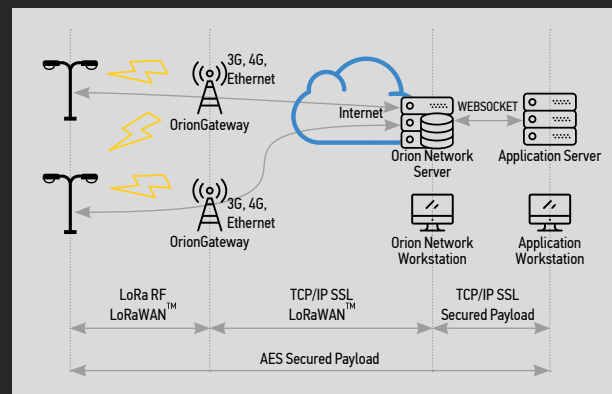 3G, 4G,
Ethernet
OrionGateway
Internet
WEBSOCKET
Orion Network
Server
Application Server
3G, 4G,
Ethernet
OrionGateway
Orion Network
Workstation
Application
Workstation
LoRa RF
LoRaWAN™
TCP/IP SSL
LoRaWAN™
TCP/IP SSL
Secured Payload
AES Secured Payload